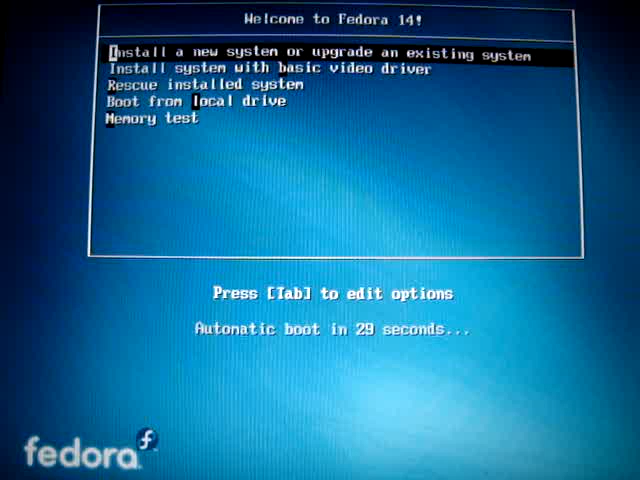 Welcome to Fedora 14!
Install a new system or upgrade an existing system
Install system with basic video driver
Rescue installed system
Boot from local drive
Memory test
Press [Tab] to edit options
Automatic boot in 29 seconds...
fedora